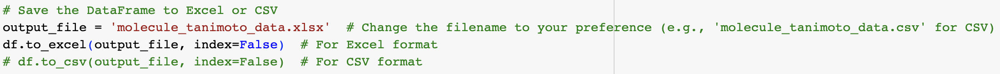 # Save the DataFrame to Excel or CSV
output_file = 'molecule_tanimoto_data.xlsx'  # Change the filename to your preference (e.g., 'molecule_tanimoto_data.csv' for CSV)
df.to_excel(output_file, index=False)  # For Excel format
# df.to_csv(output_file, index=False)  # For CSV format